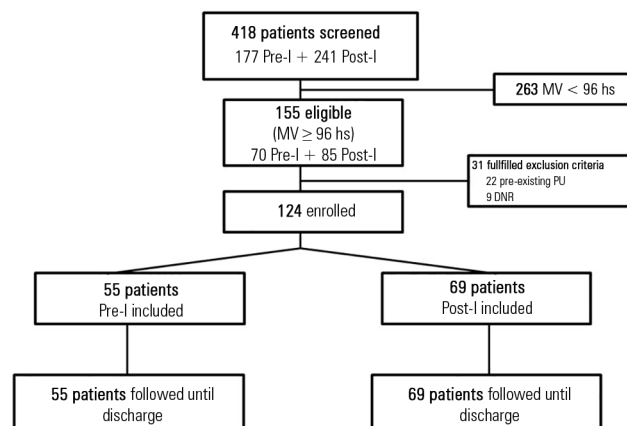 418 patients screened
177 Pre-I + 241 Post-I
263 MV < 96 hs
155 eligible
(MV ≥ 96 hs)
70 Pre-I + 85 Post-I
31 fullfilled exclusion criteria
22 pre-existing PU
9 DNR
124 enrolled
55 patients
Pre-I included
69 patients
Post-I included
55 patients followed until
discharge
69 patients followed until
discharge